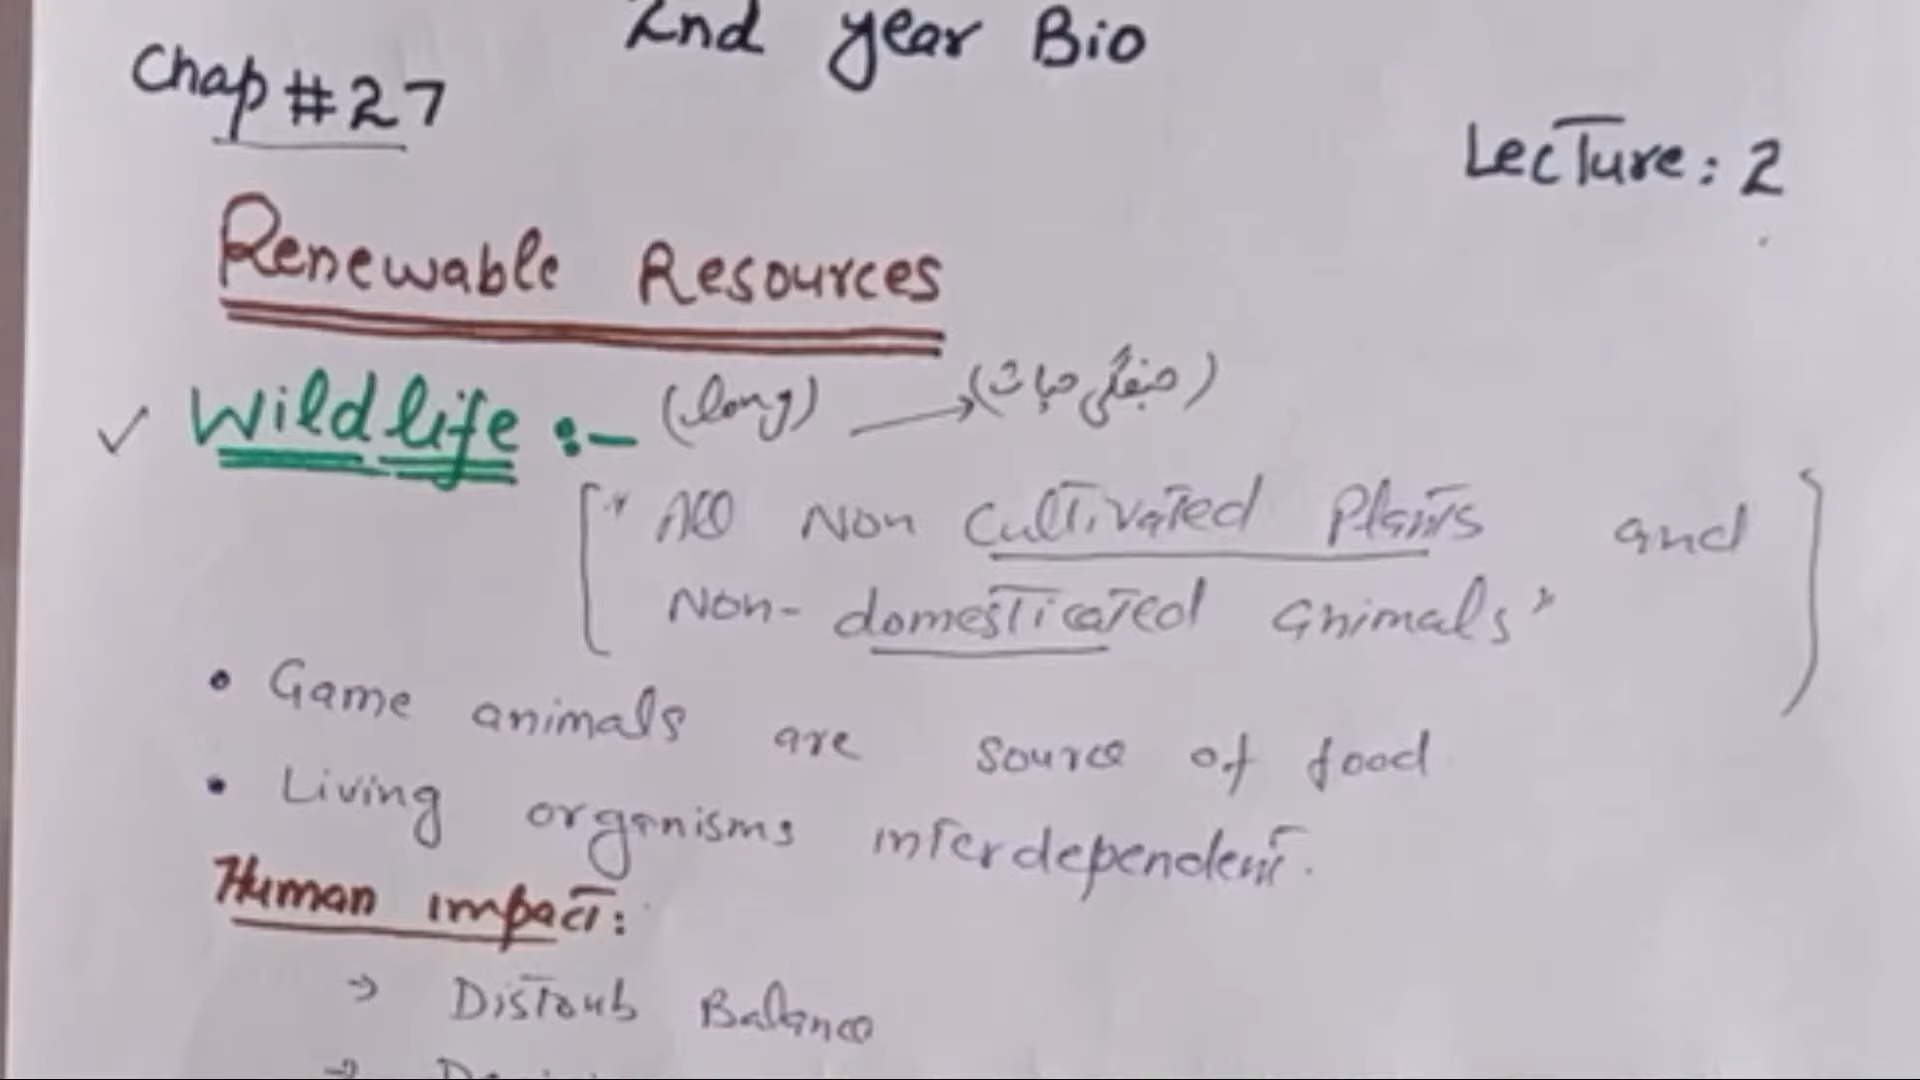 2nd year Bio
Chap #27
Lecture: 2
Renewable Resources
✓ Wildlife :- (long) → (جنگلی حیات)
["All Non Cultivated Plants and
Non-domesticated animals"]
• Game animals are source of food
• Living organisms interdependent.
Human impact:
→ Distoub Balance
→